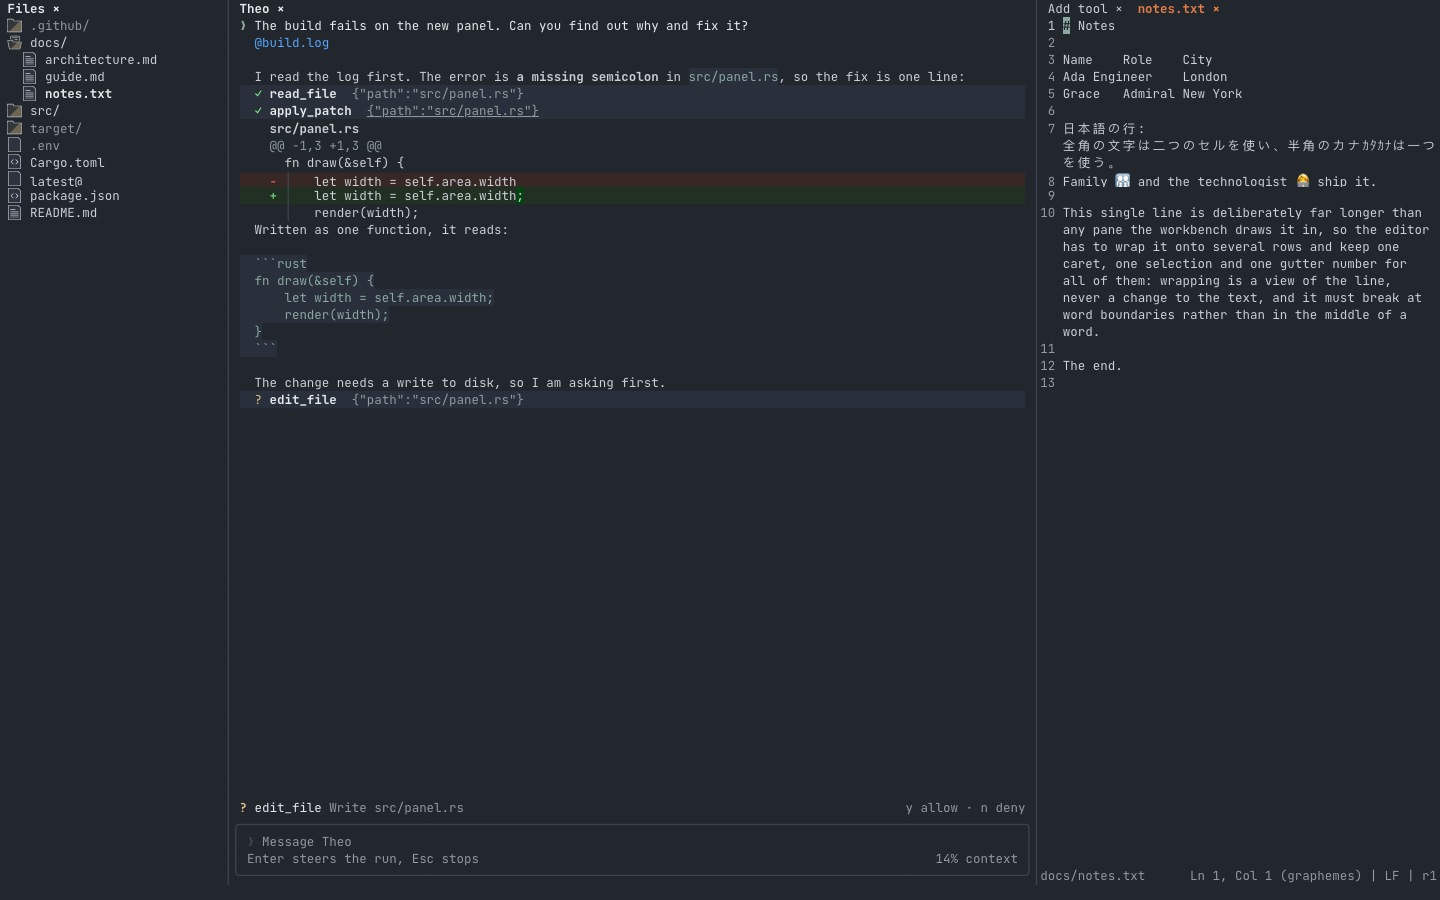 Files ×
.github/
docs/
architecture.md
guide.md
notes.txt
src/
target/
.env
Cargo.toml
latest@
package.json
README.md
Theo ×
❯ The build fails on the new panel. Can you find out why and fix it?
@build.log
I read the log first. The error is a missing semicolon in src/panel.rs, so the fix is one line:
✓ read_file {"path":"src/panel.rs"}
✓ apply_patch {"path":"src/panel.rs"}
src/panel.rs
@@ -1,3 +1,3 @@
fn draw(&self) {
- let width = self.area.width
+ let width = self.area.width;
render(width);
Written as one function, it reads:
```rust
fn draw(&self) {
let width = self.area.width;
render(width);
}
```
The change needs a write to disk, so I am asking first.
? edit_file {"path":"src/panel.rs"}
? edit_file Write src/panel.rs y allow · n deny
❯ Message Theo
Enter steers the run, Esc stops 14% context
Add tool × notes.txt ×
1 # Notes
2
3 Name Role City
4 Ada Engineer London
5 Grace Admiral New York
6
7 日本語の行:
全角の文字は二つのセルを使い、半角のカナｶﾀｶﾅは一つ
を使う。
8 Family 👪 and the technologist 🧑‍💻 ship it.
9
10 This single line is deliberately far longer than
any pane the workbench draws it in, so the editor
has to wrap it onto several rows and keep one
caret, one selection and one gutter number for
all of them: wrapping is a view of the line,
never a change to the text, and it must break at
word boundaries rather than in the middle of a
word.
11
12 The end.
13
docs/notes.txt Ln 1, Col 1 (graphemes) | LF | r1